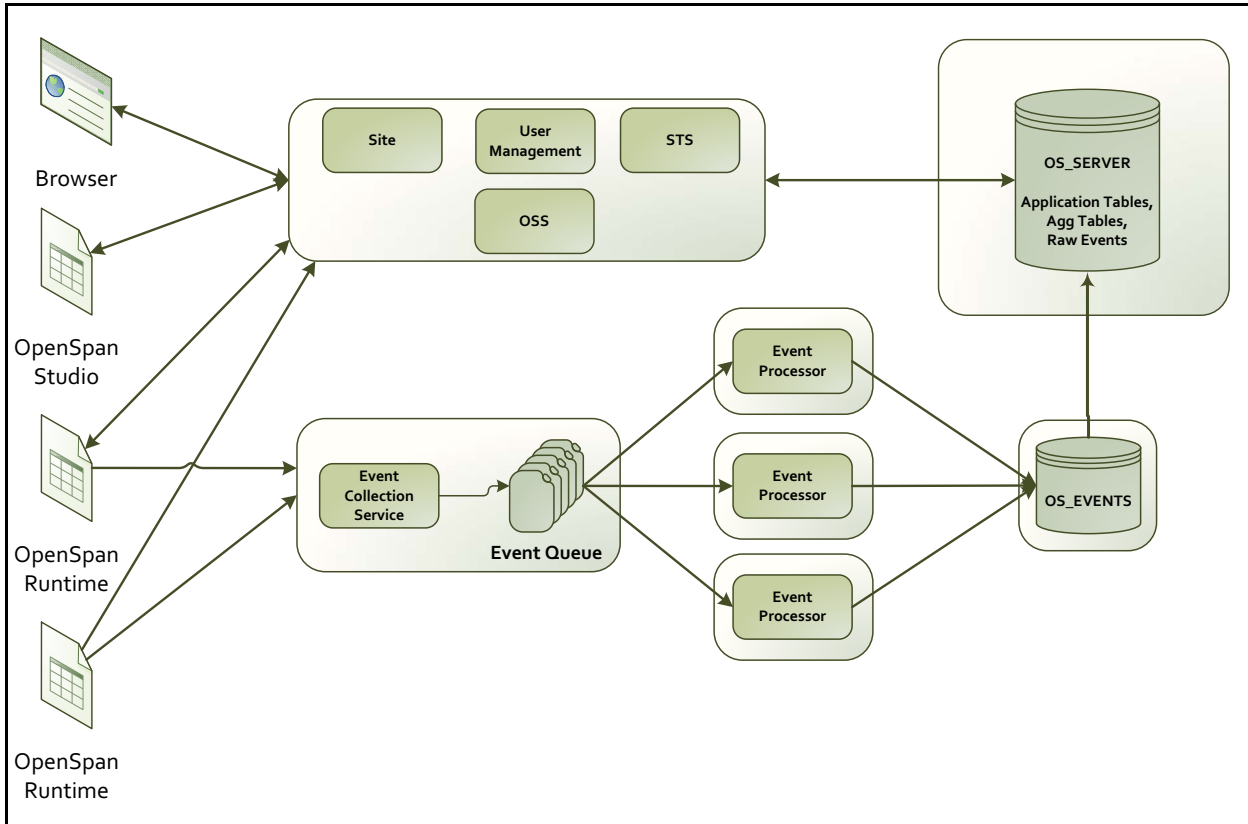 Browser
OpenSpan
Studio
OpenSpan
Runtime
OpenSpan
Runtime
Site
User
Management
STS
OSS
OS_SERVER
Application Tables,
Agg Tables,
Raw Events
Event
Collection
Service
Event Queue
Event
Processor
Event
Processor
Event
Processor
OS_EVENTS